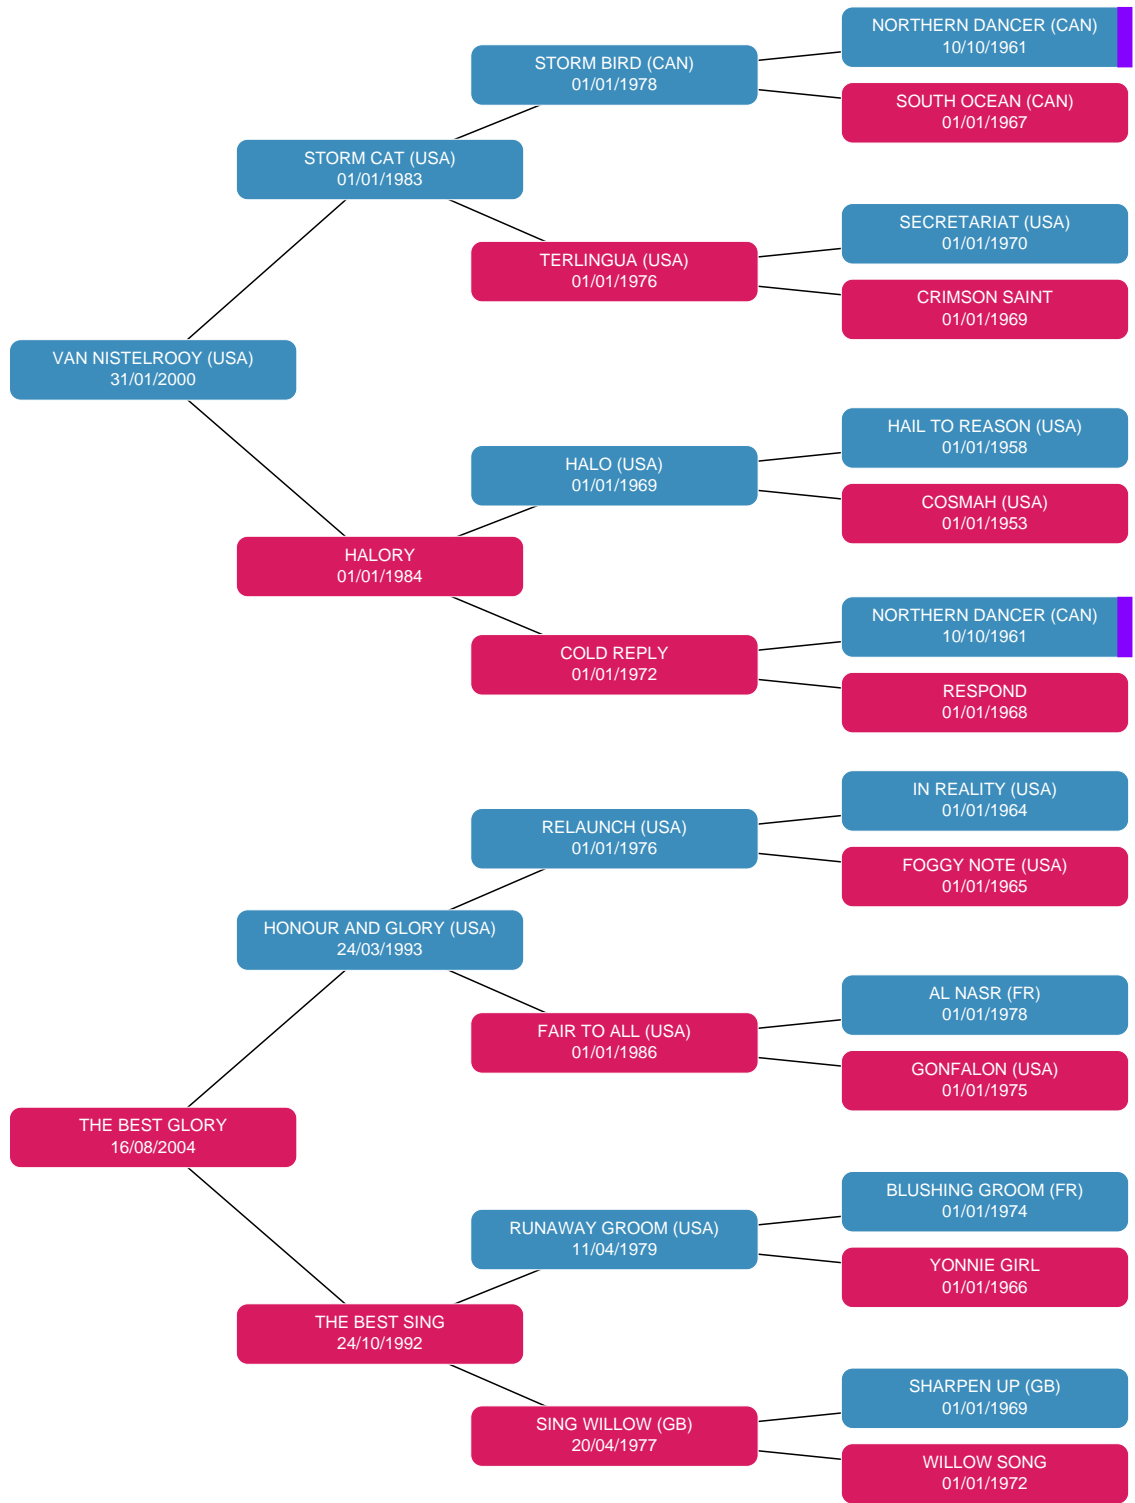 NORTHERN DANCER (CAN)
10/10/1961
STORM BIRD (CAN)
01/01/1978
SOUTH OCEAN (CAN)
01/01/1967
STORM CAT (USA)
01/01/1983
SECRETARIAT (USA)
01/01/1970
TERLINGUA (USA)
01/01/1976
CRIMSON SAINT
01/01/1969
VAN NISTELROOY (USA)
31/01/2000
HAIL TO REASON (USA)
01/01/1958
HALO (USA)
01/01/1969
COSMAH (USA)
01/01/1953
HALORY
01/01/1984
NORTHERN DANCER (CAN)
10/10/1961
COLD REPLY
01/01/1972
RESPOND
01/01/1968
IN REALITY (USA)
01/01/1964
RELAUNCH (USA)
01/01/1976
FOGGY NOTE (USA)
01/01/1965
HONOUR AND GLORY (USA)
24/03/1993
AL NASR (FR)
01/01/1978
FAIR TO ALL (USA)
01/01/1986
GONFALON (USA)
01/01/1975
THE BEST GLORY
16/08/2004
BLUSHING GROOM (FR)
01/01/1974
RUNAWAY GROOM (USA)
11/04/1979
YONNIE GIRL
01/01/1966
THE BEST SING
24/10/1992
SHARPEN UP (GB)
01/01/1969
SING WILLOW (GB)
20/04/1977
WILLOW SONG
01/01/1972